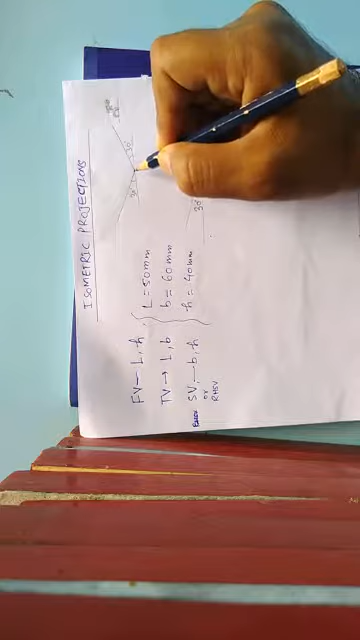 ISOMETRIC PROJECTIONS
30°
30°
30°
FV — L, h, { L = 50mm
TV → L, b b = 60mm
SV, — b, h h = 40mm
or
RHSV